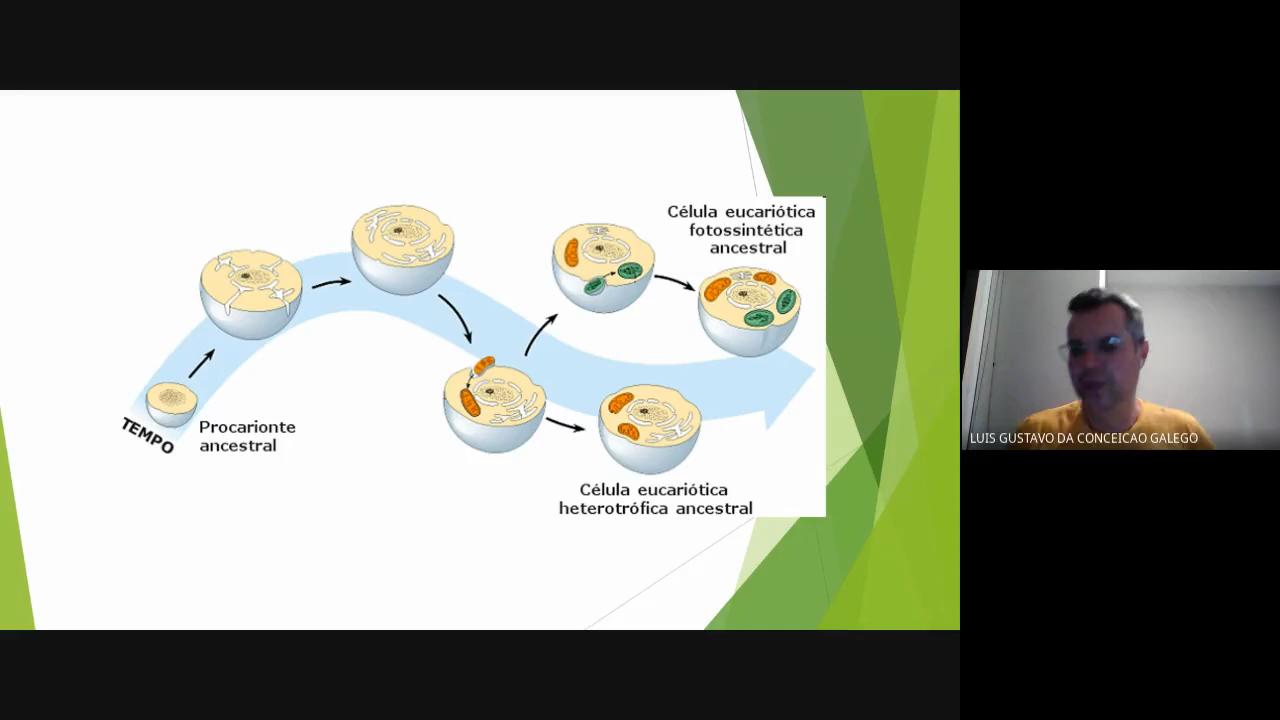 Célula eucariótica
fotossintética
ancestral
TEMPO
Procarionte
ancestral
Célula eucariótica
heterotrófica ancestral
LUIS GUSTAVO DA CONCEICAO GALEGO